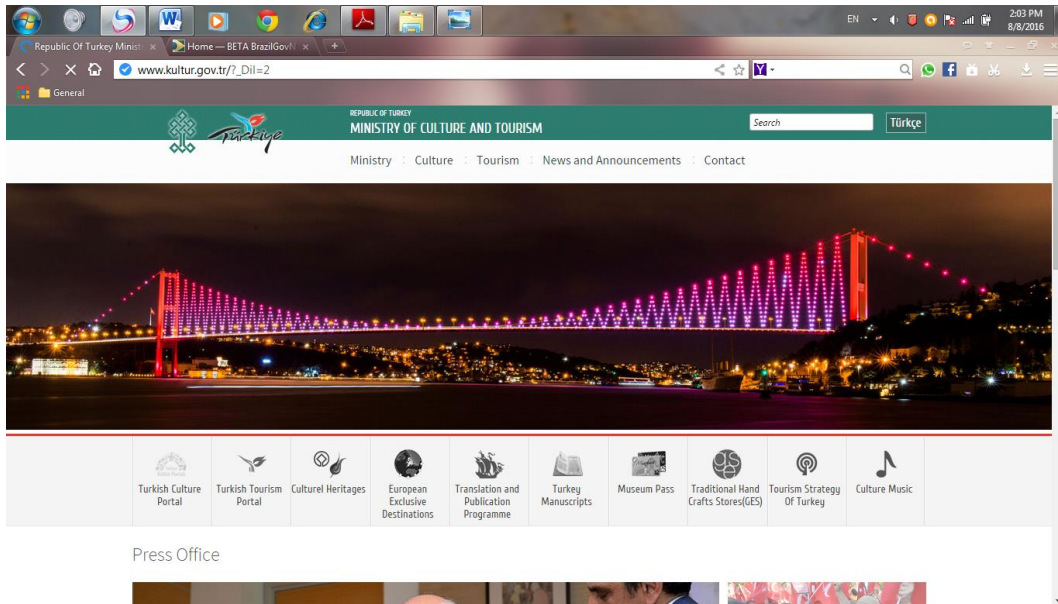 EN
2:03 PM
8/8/2016
Republic Of Turkey Minist
Home — BETA BrazilGovN
www.kultur.gov.tr/?_Dil=2
General
Türkiye
REPUBLIC OF TURKEY
MINISTRY OF CULTURE AND TOURISM
Search
Türkçe
Ministry
Culture
Tourism
News and Announcements
Contact
Turkish Culture
Portal
Turkish Tourism
Portal
Culturel Heritages
European
Exclusive
Destinations
Translation and
Publication
Programme
Turkey
Manuscripts
Museum Pass
Traditional Hand
Crafts Stores(GES)
Tourism Strategy
Of Turkey
Culture Music
Press Office